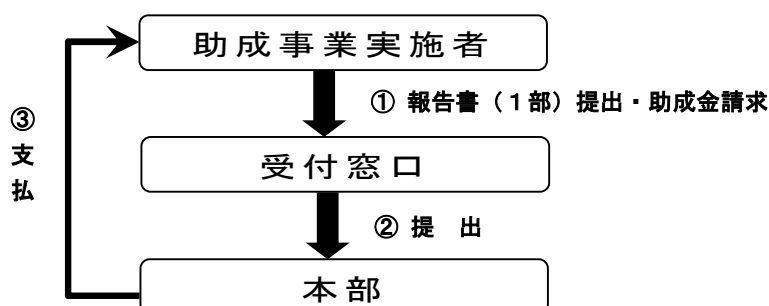 助成事業実施者
① 報告書（１部）提出・助成金請求
③
支
払
受付窓口
② 提　出
本部